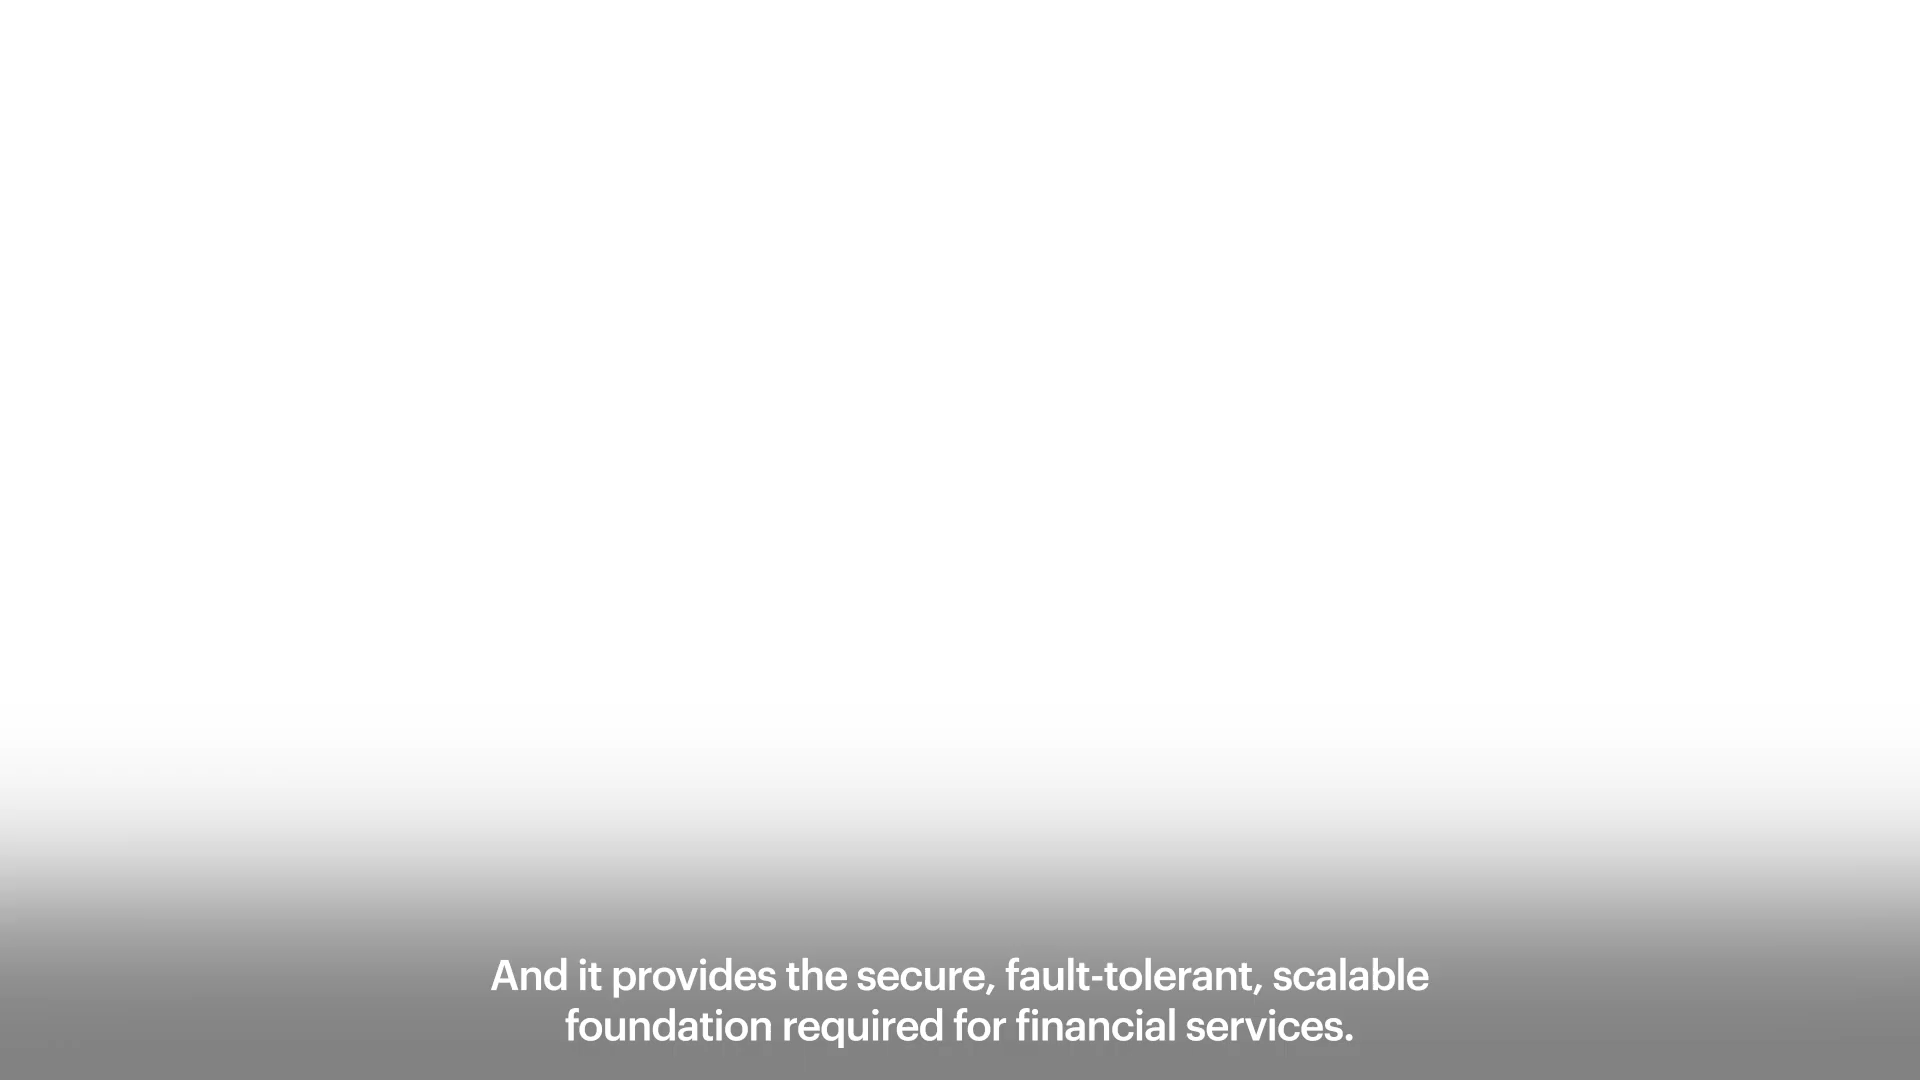 And it provides the secure, fault-tolerant, scalable
foundation required for financial services.